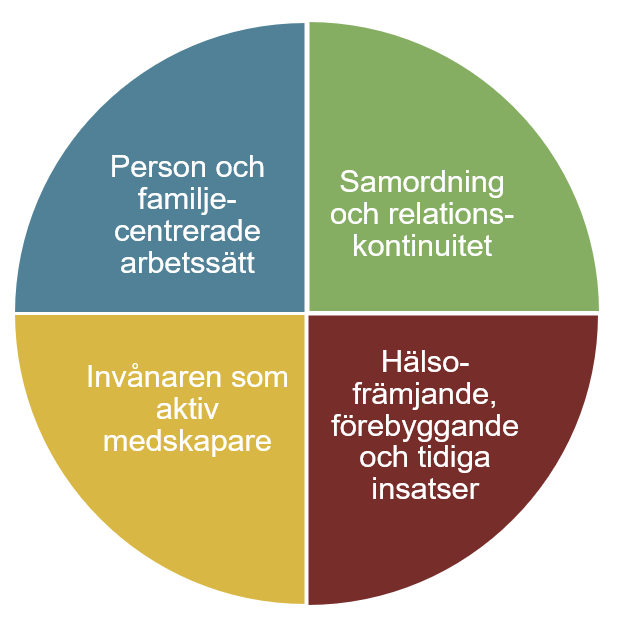 Person och
familje-
centrerade
arbetssätt
Samordning
och relations-
kontinuitet
Invånaren som
aktiv
medskapare
Hälso-
främjande,
förebyggande
och tidiga
insatser